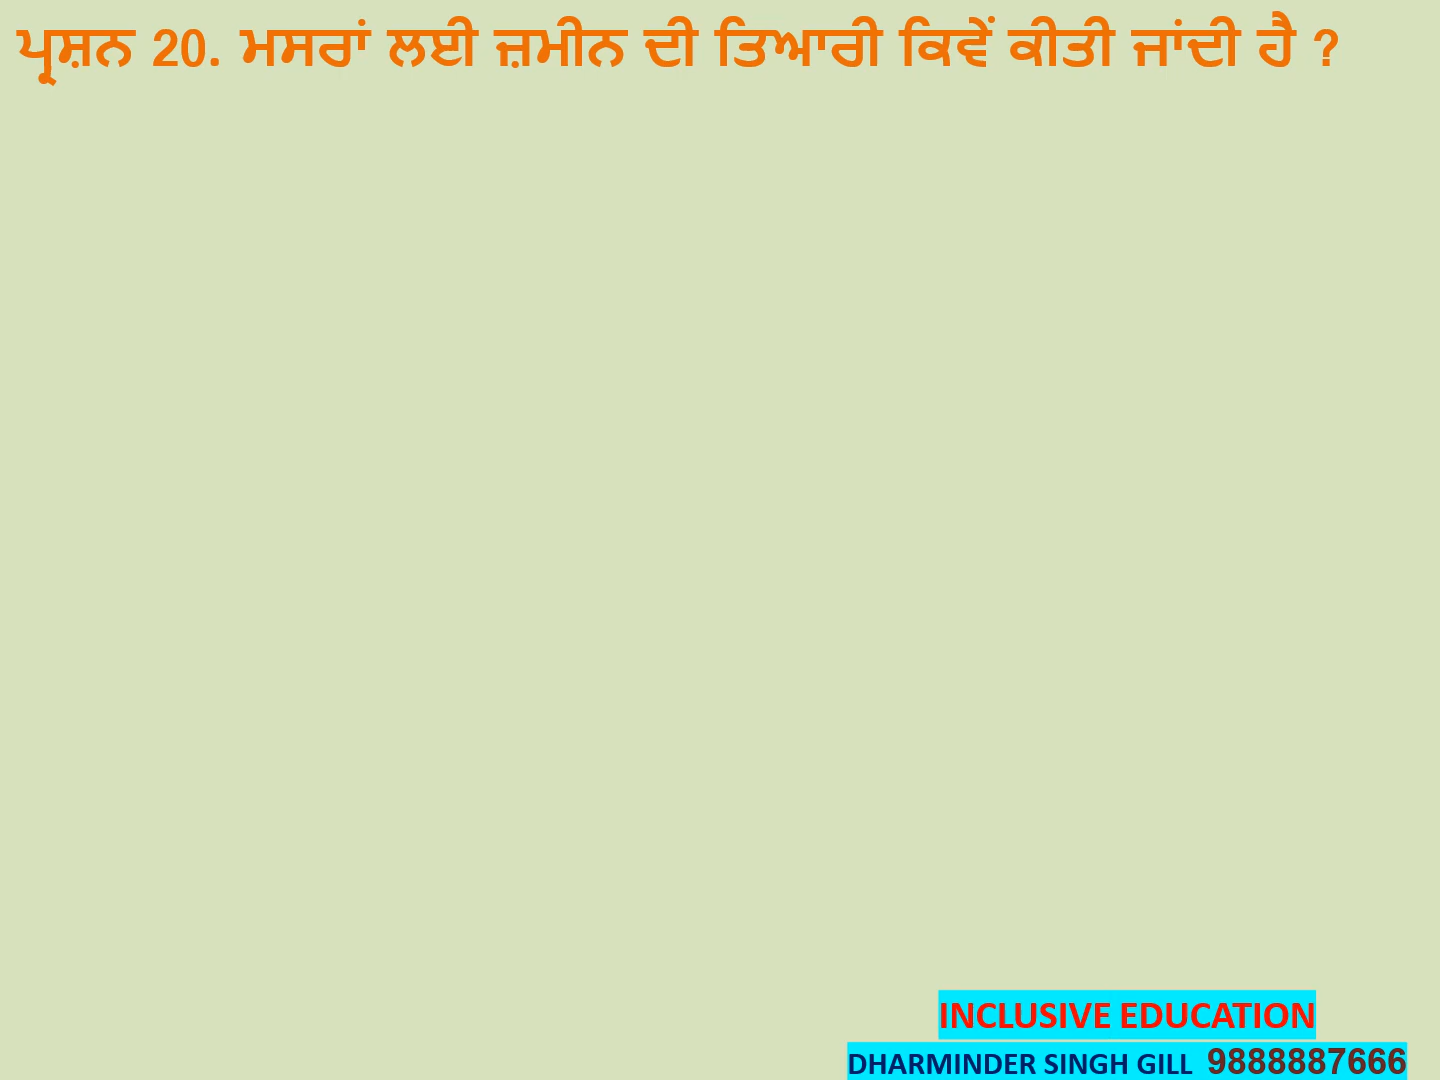 ਪ੍ਰਸ਼ਨ 20. ਮਸਰਾਂ ਲਈ ਜ਼ਮੀਨ ਦੀ ਤਿਆਰੀ ਕਿਵੇਂ ਕੀਤੀ ਜਾਂਦੀ ਹੈ ?
INCLUSIVE EDUCATION
DHARMINDER SINGH GILL 9888887666